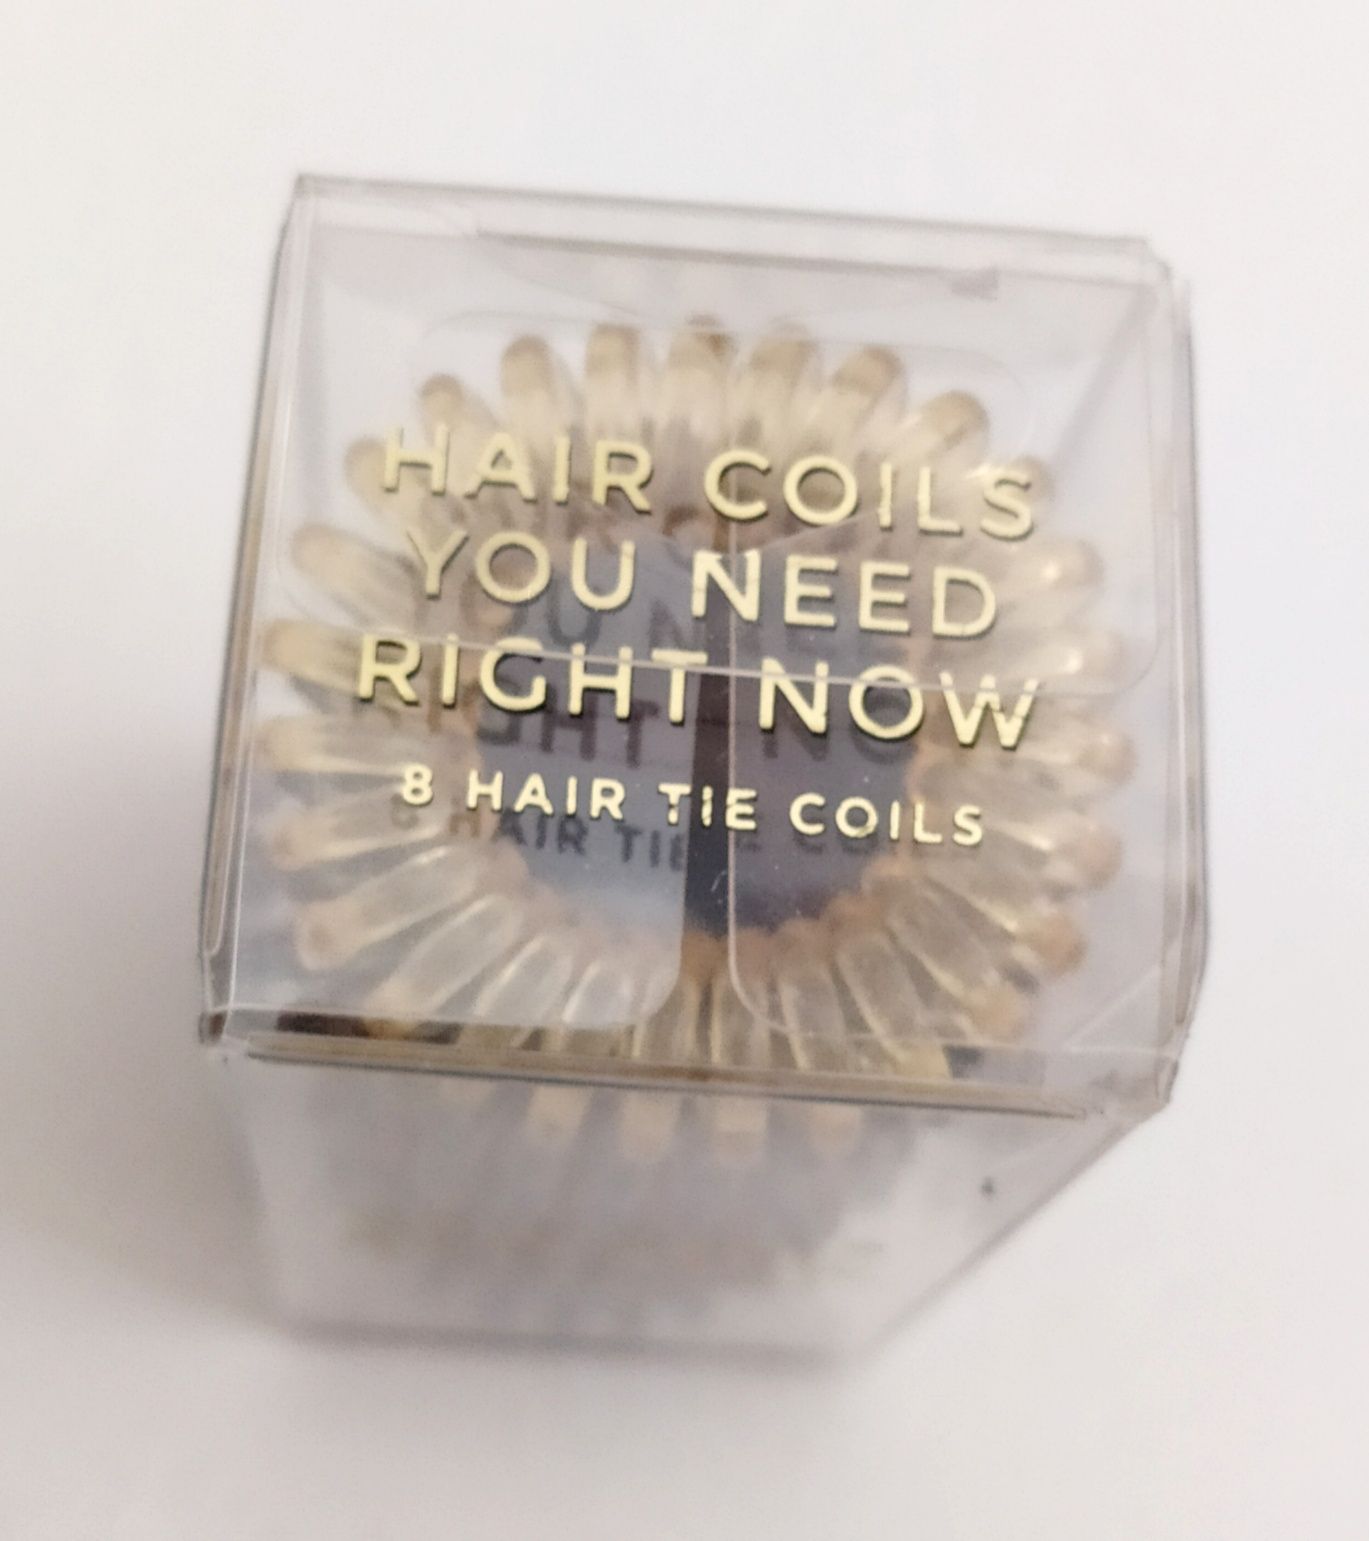 HAIR COILS
YOU NEED
RIGHT NOW
8 HAIR TIE COILS